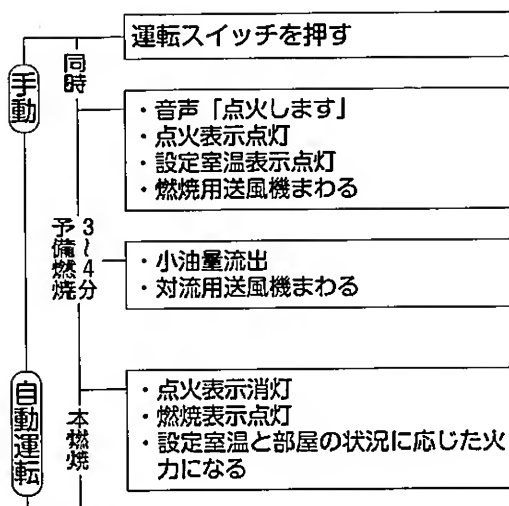 運転スイッチを押す
同時
手動
・音声「点火します」
・点火表示点灯
・設定室温表示点灯
・燃焼用送風機まわる
3~4分
予備燃焼
・小油量流出
・対流用送風機まわる
自動運転
本燃焼
・点火表示消灯
・燃焼表示点灯
・設定室温と部屋の状況に応じた火
力になる